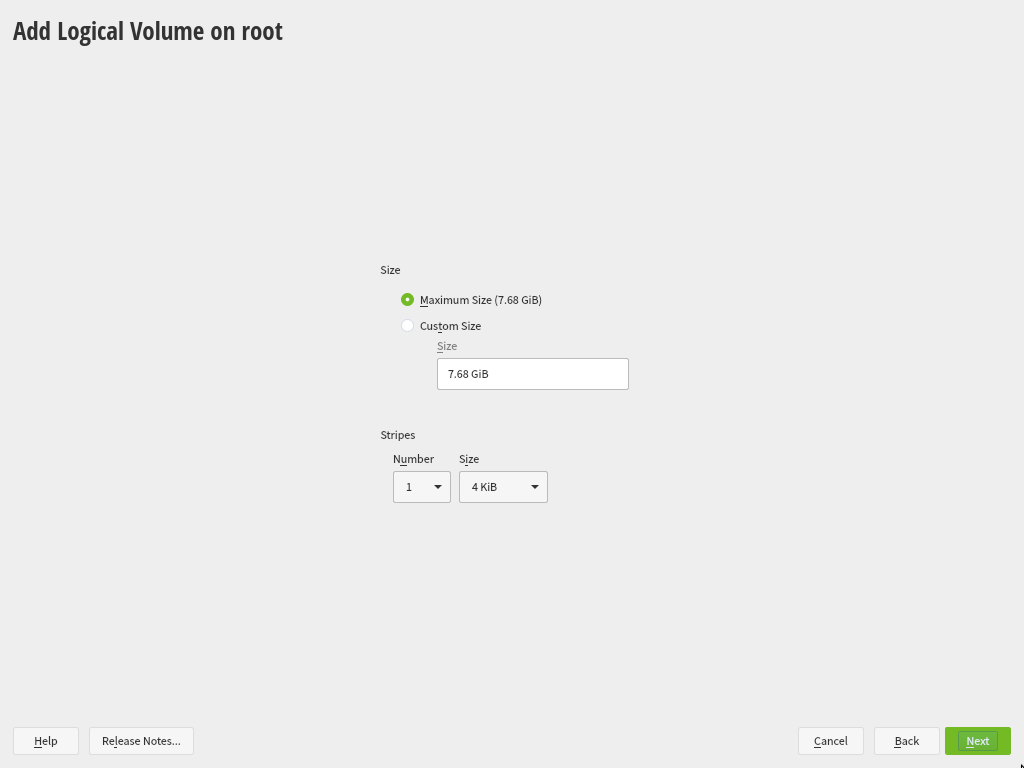 Add Logical Volume on root
Size
Maximum Size (7.68 GiB)
Custom Size
Size
7.68 GiB
Stripes
Number Size
1 4 KiB
Help Release Notes... Cancel Back Next